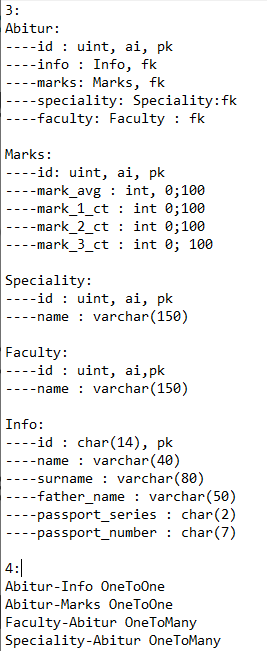 3:
Abitur:
----id : uint, ai, pk
----info : Info, fk
----marks: Marks, fk
----speciality: Speciality:fk
----faculty: Faculty : fk
Marks:
----id: uint, ai, pk
----mark_avg : int, 0;100
----mark_1_ct : int 0;100
----mark_2_ct : int 0;100
----mark_3_ct : int 0; 100
Speciality:
----id : uint, ai, pk
----name : varchar(150)
Faculty:
----id : uint, ai,pk
----name : varchar(150)
Info:
----id : char(14), pk
----name : varchar(40)
----surname : varchar(80)
----father_name : varchar(50)
----passport_series : char(2)
----passport_number : char(7)
4:
Abitur-Info OneToOne
Abitur-Marks OneToOne
Faculty-Abitur OneToMany
Speciality-Abitur OneToMany